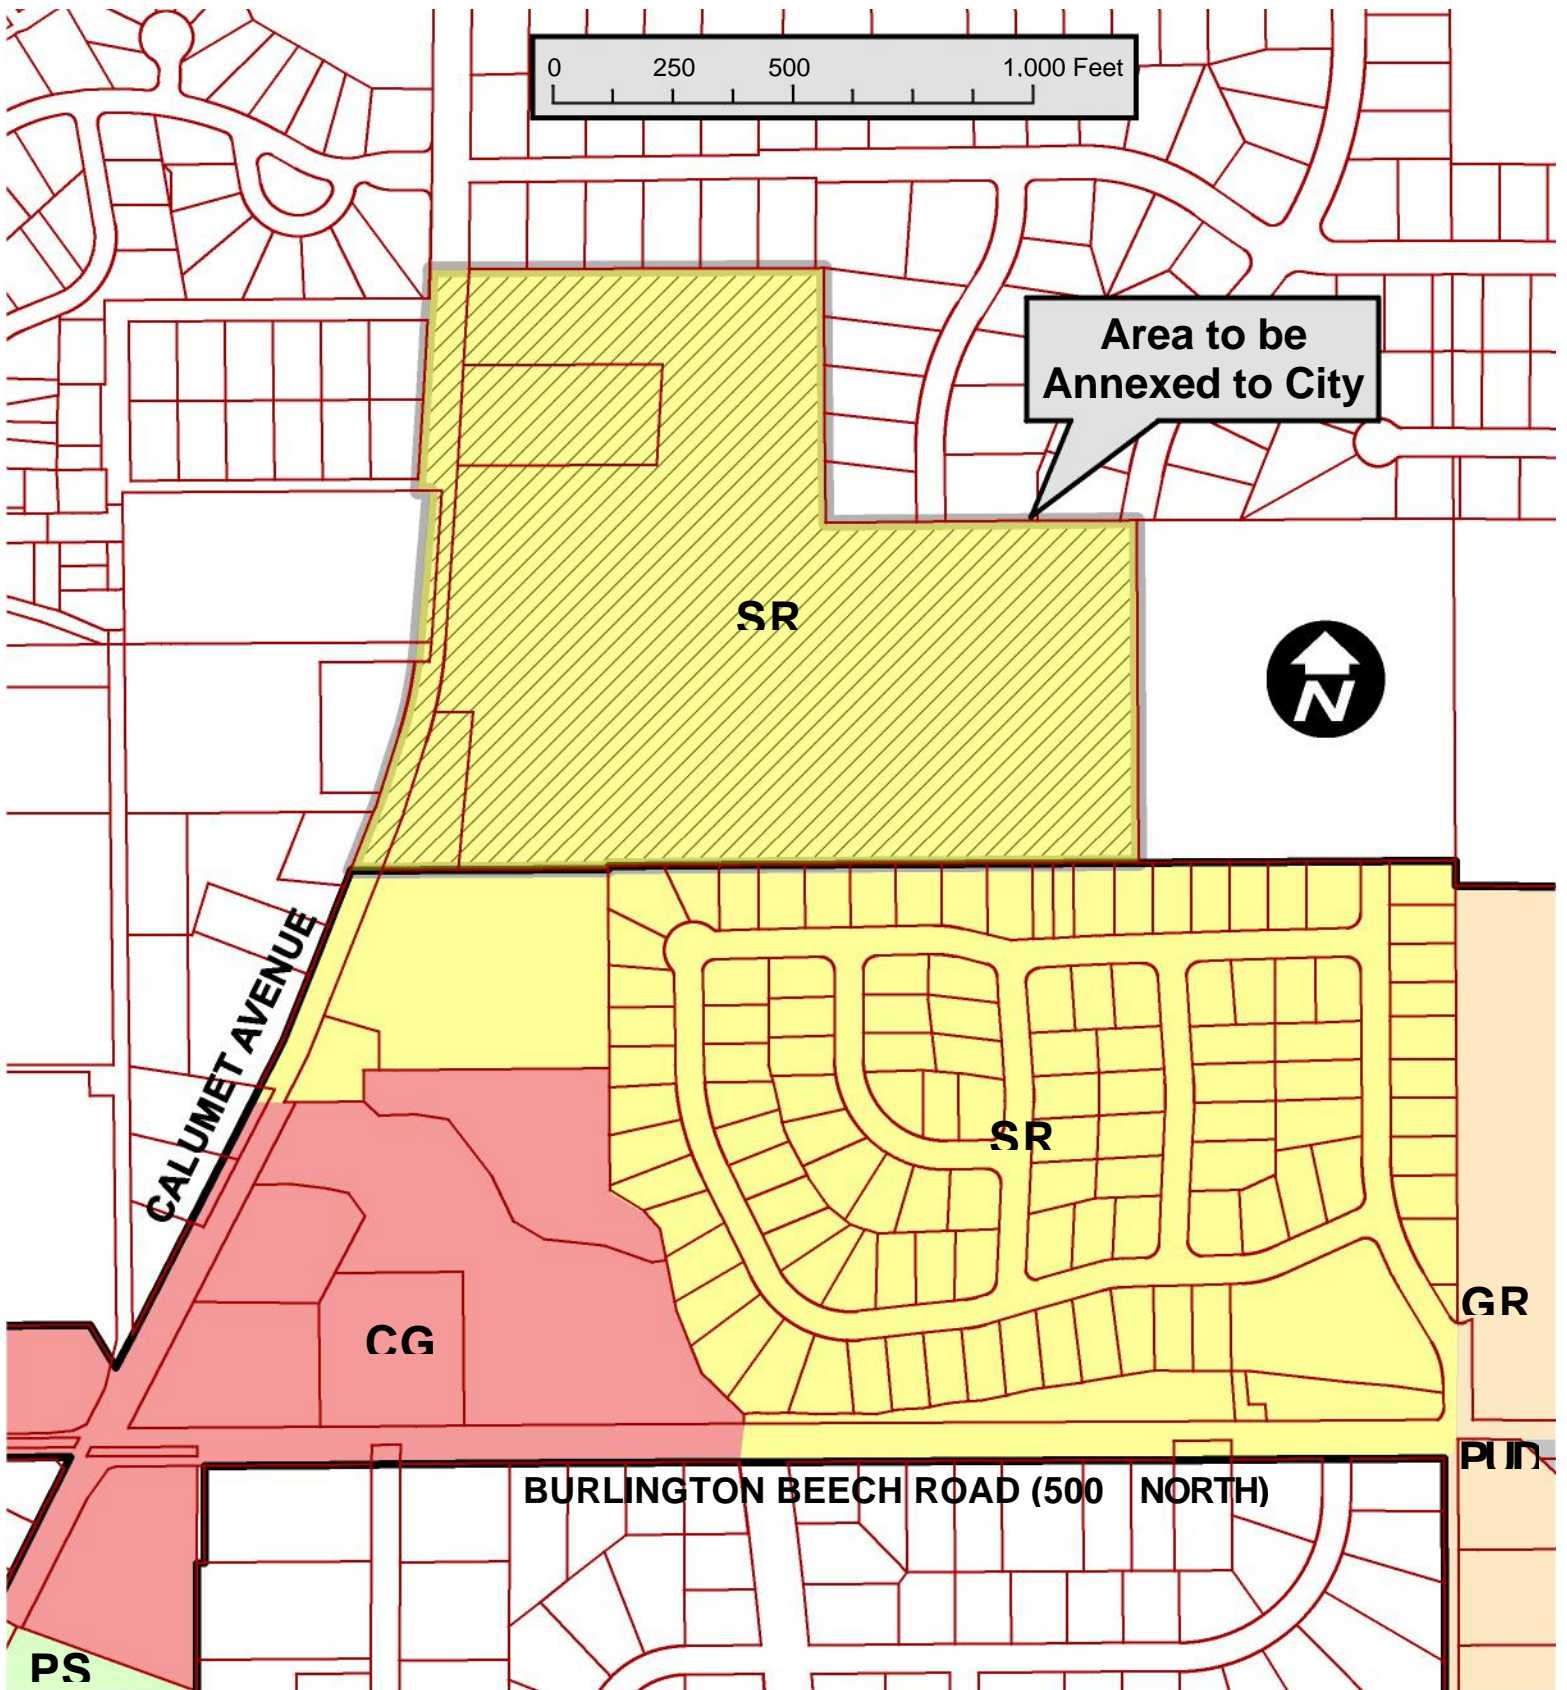 0 250 500 1,000 Feet
Area to be
Annexed to City
SR
N
CALUMET AVENUE
SR
GR
CG
PUD
BURLINGTON BEECH ROAD (500 NORTH)
PS